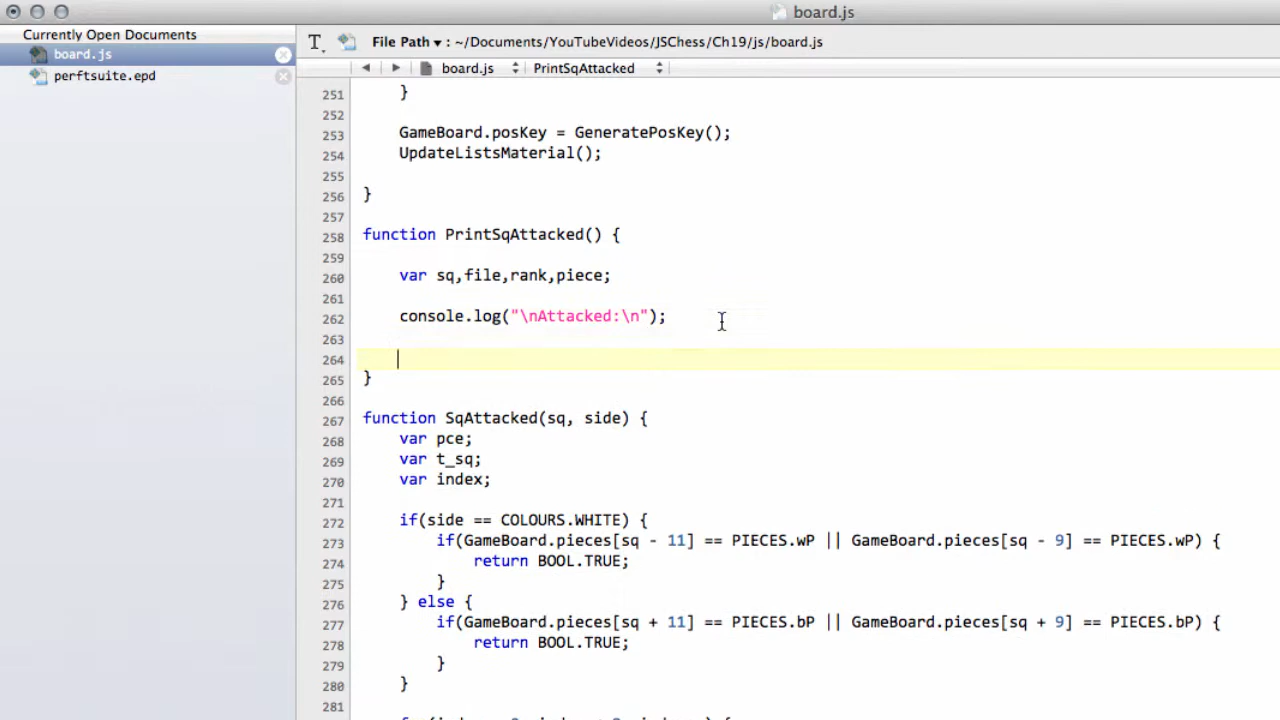 board.js
Currently Open Documents
board.js
perftsuite.epd
File Path ▾ : ~/Documents/YouTubeVideos/JSChess/Ch19/js/board.js
board.js PrintSqAttacked
251 }
252
253 GameBoard.posKey = GeneratePosKey();
254 UpdateListsMaterial();
255
256 }
257
258 function PrintSqAttacked() {
259
260 var sq,file,rank,piece;
261
262 console.log("\nAttacked:\n");
263
264
265 }
266
267 function SqAttacked(sq, side) {
268 var pce;
269 var t_sq;
270 var index;
271
272 if(side == COLOURS.WHITE) {
273 if(GameBoard.pieces[sq - 11] == PIECES.wP || GameBoard.pieces[sq - 9] == PIECES.wP) {
274 return BOOL.TRUE;
275 }
276 } else {
277 if(GameBoard.pieces[sq + 11] == PIECES.bP || GameBoard.pieces[sq + 9] == PIECES.bP) {
278 return BOOL.TRUE;
279 }
280 }
281